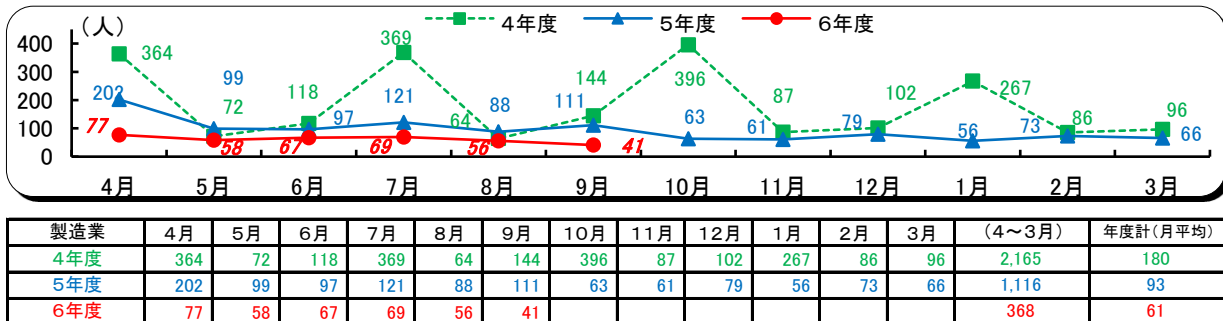 （人）
4年度 5年度 6年度
400
300
200
100
0
364 72 118 369 64 144 396 87 102 267 86 96
202 99 97 121 88 111 63 61 79 56 73 66
77 58 67 69 56 41
4月 5月 6月 7月 8月 9月 10月 11月 12月 1月 2月 3月
製造業 4月 5月 6月 7月 8月 9月 10月 11月 12月 1月 2月 3月 (4～3月) 年度計(月平均)
4年度 364 72 118 369 64 144 396 87 102 267 86 96 2,165 180
5年度 202 99 97 121 88 111 63 61 79 56 73 66 1,116 93
6年度 77 58 67 69 56 41 368 61